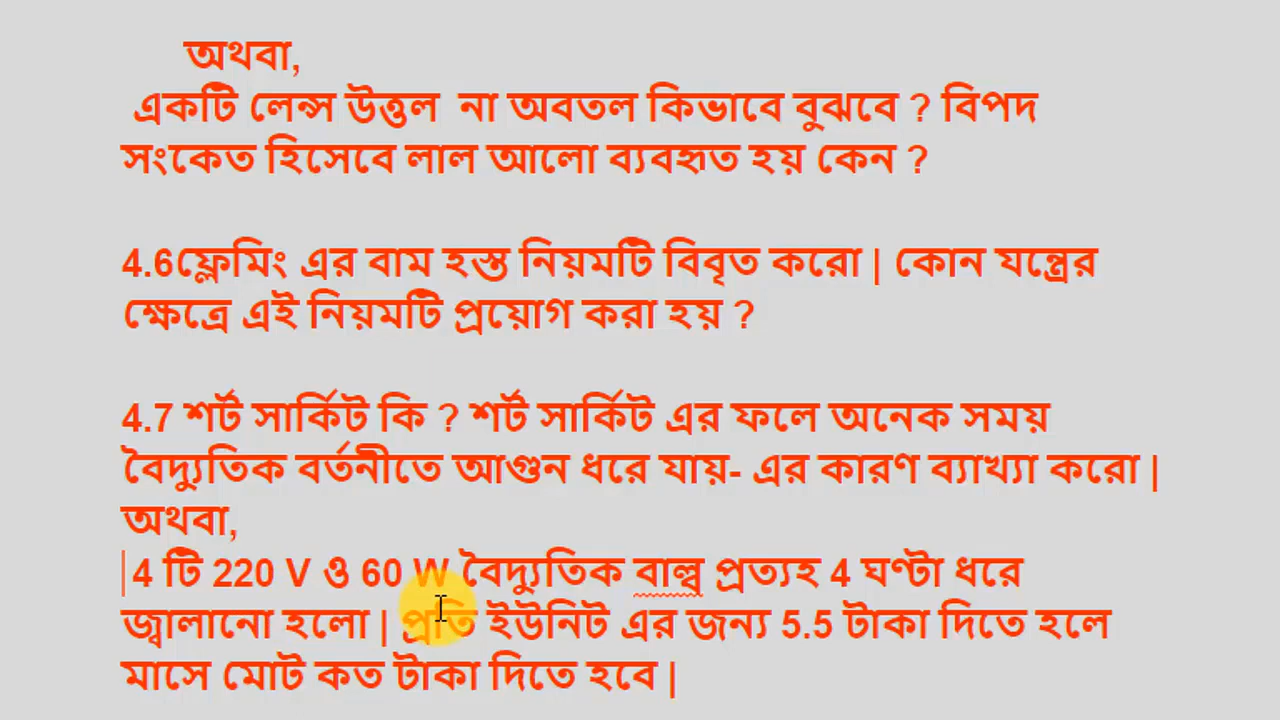 অথবা,
একটি লেন্স উত্তল না অবতল কিভাবে বুঝবে ? বিপদ
সংকেত হিসেবে লাল আলো ব্যবহৃত হয় কেন ?
4.6ফ্লেমিং এর বাম হস্ত নিয়মটি বিবৃত করো | কোন যন্ত্রের
ক্ষেত্রে এই নিয়মটি প্রয়োগ করা হয় ?
4.7 শর্ট সার্কিট কি ? শর্ট সার্কিট এর ফলে অনেক সময়
বৈদ্যুতিক বর্তনীতে আগুন ধরে যায়- এর কারণ ব্যাখ্যা করো |
অথবা,
4 টি 220 V ও 60 W বৈদ্যুতিক বাল্ব প্রত্যহ 4 ঘণ্টা ধরে
জ্বালানো হলো | প্রতি ইউনিট এর জন্য 5.5 টাকা দিতে হলে
মাসে মোট কত টাকা দিতে হবে |